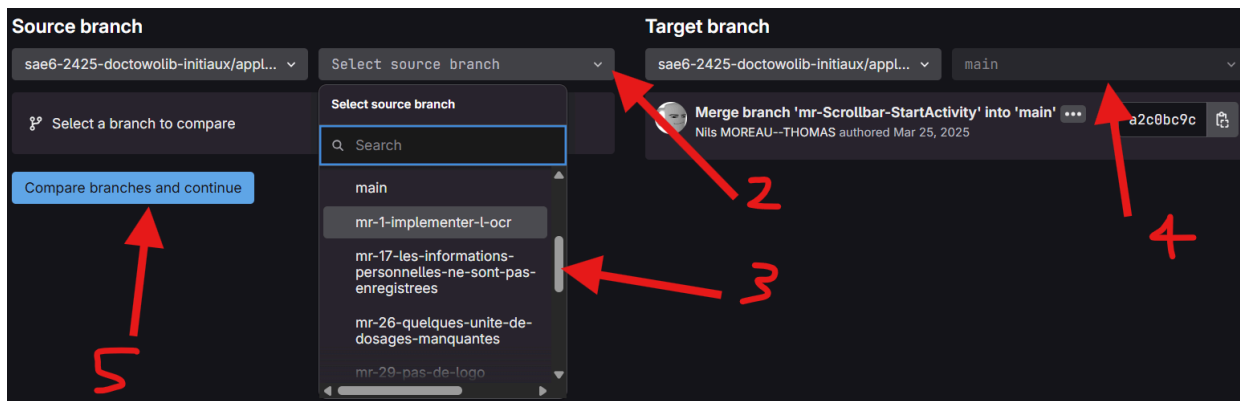 Source branch
sae6-2425-doctowolib-initiaux/appl...
Select source branch
Select source branch
Search
main
mr-1-implementer-l-ocr
mr-17-les-informations-
personnelles-ne-sont-pas-
enregistrees
mr-26-quelques-unite-de-
dosages-manquantes
mr-29-pas-de-logo
Select a branch to compare
Compare branches and continue
Target branch
sae6-2425-doctowolib-initiaux/appl...
main
Merge branch 'mr-Scrollbar-StartActivity' into 'main' •••
Nils MOREAU--THOMAS authored Mar 25, 2025
a2c0bc9c
2
3
4
5